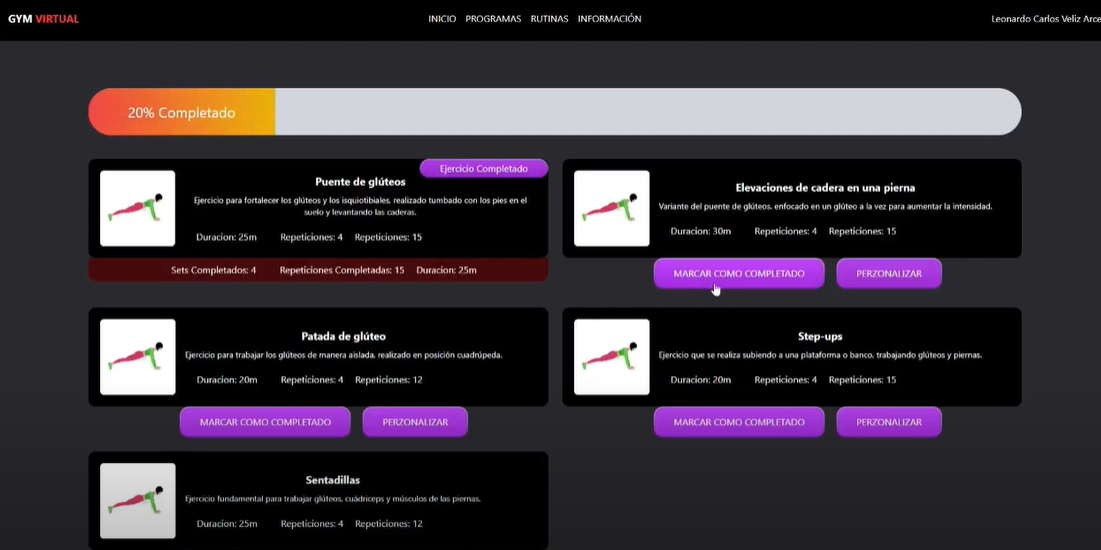 GYM VIRTUAL
INICIO PROGRAMAS RUTINAS INFORMACIÓN
Leonardo Carlos Veliz Arce
20% Completado
Ejercicio Completado
Puente de glúteos
Ejercicio para fortalecer los glúteos y los isquiotibiales, realizado tumbado con los pies en el
suelo y levantando las caderas.
Duracion: 25m Repeticiones: 4 Repeticiones: 15
Sets Completados: 4 Repeticiones Completadas: 15 Duracion: 25m
Elevaciones de cadera en una pierna
Variante del puente de glúteos, enfocado en un glúteo a la vez para aumentar la intensidad.
Duracion: 30m Repeticiones: 4 Repeticiones: 15
MARCAR COMO COMPLETADO PERZONALIZAR
Patada de glúteo
Ejercicio para trabajar los glúteos de manera aislada, realizado en posición cuadrúpeda.
Duracion: 20m Repeticiones: 4 Repeticiones: 12
MARCAR COMO COMPLETADO PERZONALIZAR
Step-ups
Ejercicio que se realiza subiendo a una plataforma o banco, trabajando glúteos y piernas.
Duracion: 20m Repeticiones: 4 Repeticiones: 15
MARCAR COMO COMPLETADO PERZONALIZAR
Sentadillas
Ejercicio fundamental para trabajar glúteos, cuádriceps y músculos de las piernas.
Duracion: 25m Repeticiones: 4 Repeticiones: 12